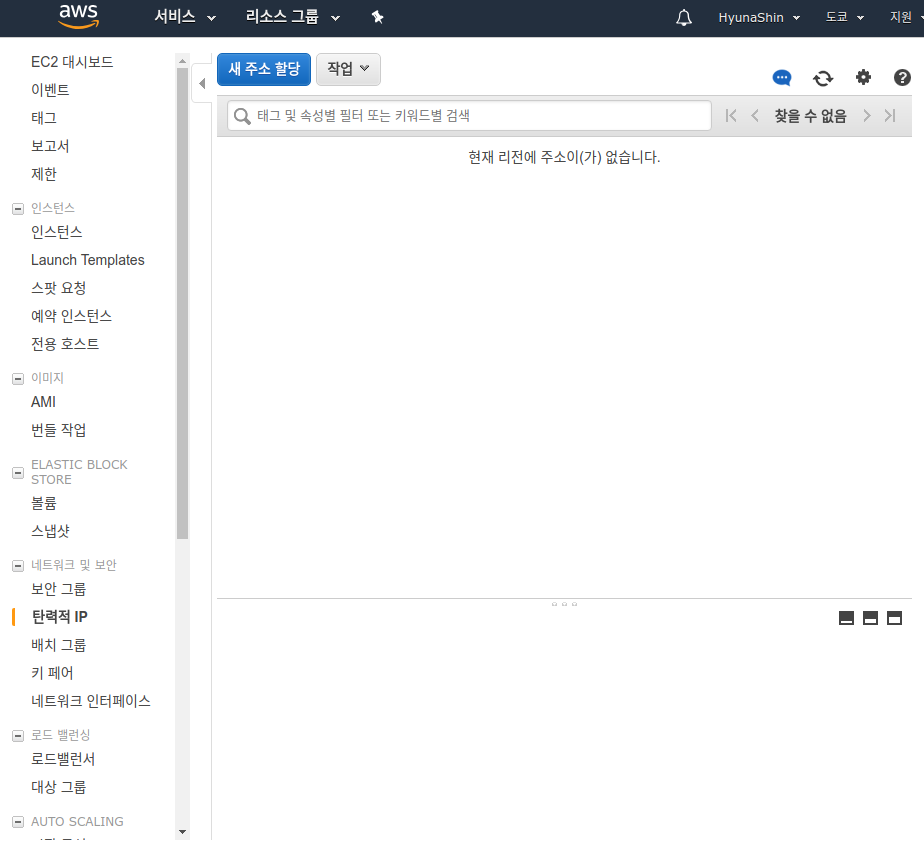 aws
서비스
리소스 그룹
HyunaShin
도쿄
지원
EC2 대시보드
이벤트
태그
보고서
제한
인스턴스
인스턴스
Launch Templates
스팟 요청
예약 인스턴스
전용 호스트
이미지
AMI
번들 작업
ELASTIC BLOCK
STORE
볼륨
스냅샷
네트워크 및 보안
보안 그룹
탄력적 IP
배치 그룹
키 페어
네트워크 인터페이스
로드 밸런싱
로드밸런서
대상 그룹
AUTO SCALING
새 주소 할당
작업
태그 및 속성별 필터 또는 키워드별 검색
찾을 수 없음
현재 리전에 주소이(가) 없습니다.